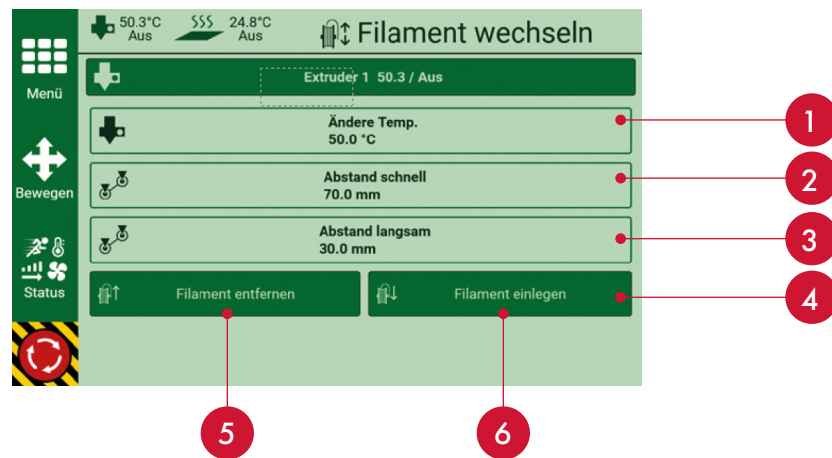 50.3°C
Aus
24.8°C
Aus
Filament wechseln
Menü
Bewegen
Status
Extruder 1 50.3 / Aus
Ändere Temp.
50.0 °C
Abstand schnell
70.0 mm
Abstand langsam
30.0 mm
Filament entfernen
Filament einlegen
1
2
3
4
5
6